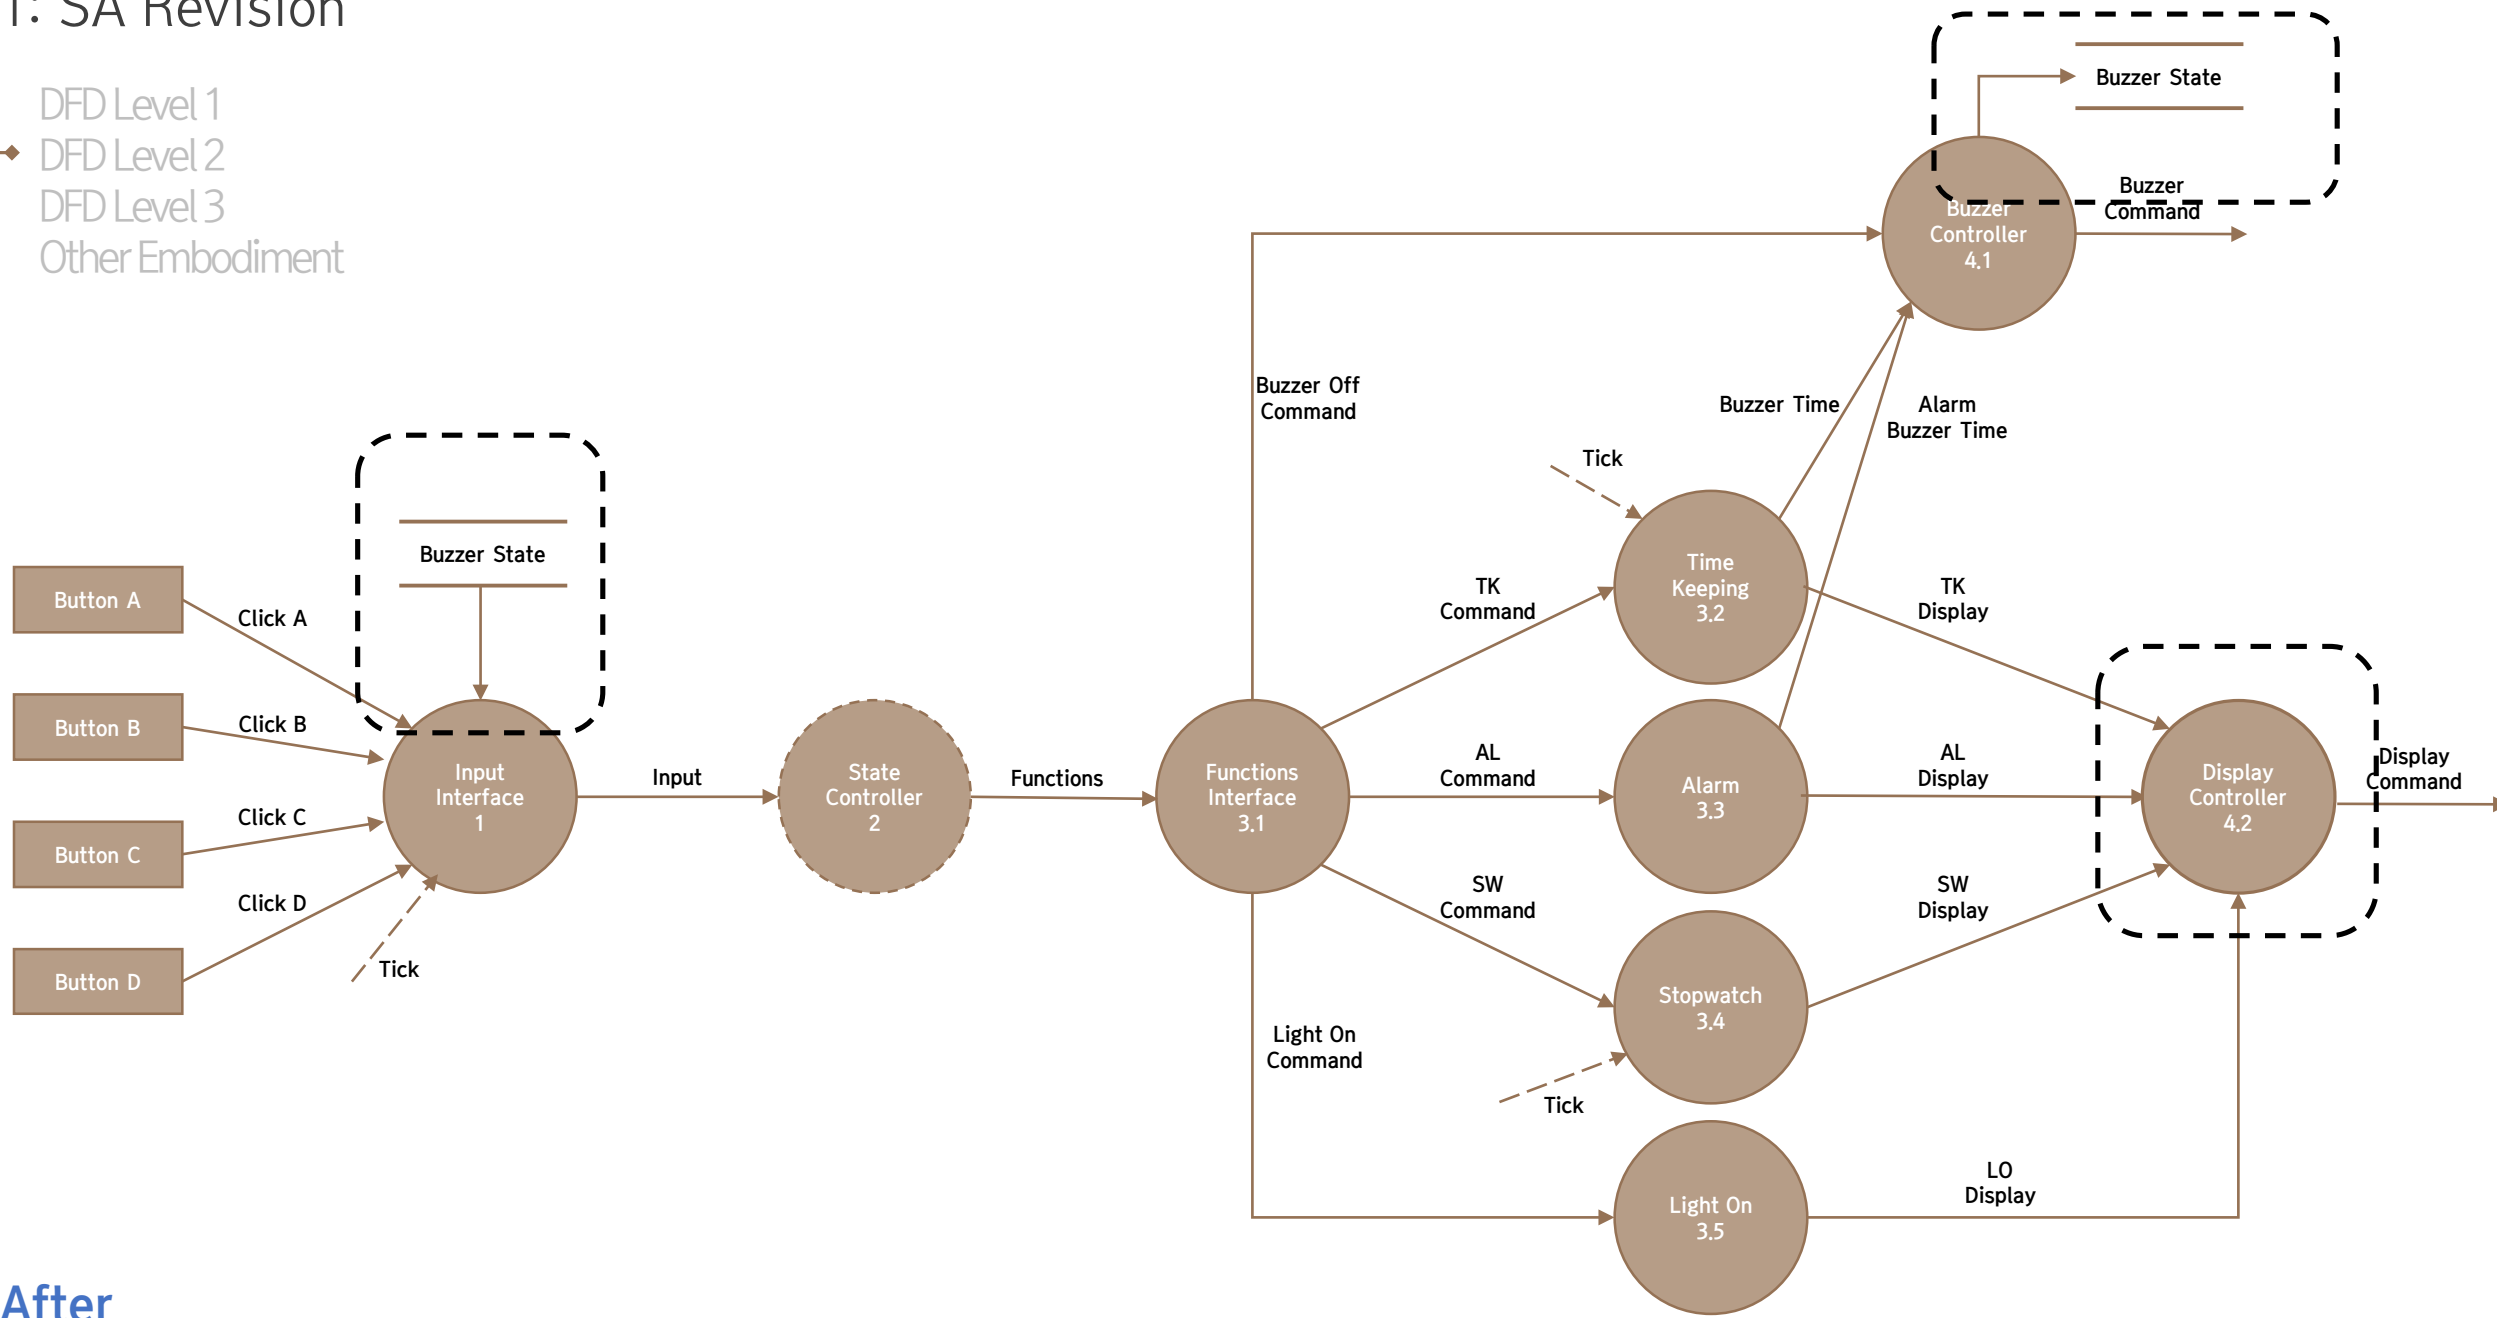 1: SA Revision
DFD Level 1
DFD Level 2
DFD Level 3
Other Embodiment
Buzzer State
Buzzer
Command
Buzzer
Controller
4.1
Buzzer Off
Command
Buzzer Time
Alarm
Buzzer Time
Tick
Buzzer State
Button A
Click A
Button B
Click B
Button C
Click C
Button D
Click D
Tick
Input
Interface
1
Input
State
Controller
2
Functions
Functions
Interface
3.1
TK
Command
Time
Keeping
3.2
TK
Display
AL
Command
Alarm
3.3
AL
Display
Display
Controller
4.2
Display
Command
SW
Command
Stopwatch
3.4
SW
Display
Tick
Light On
Command
Light On
3.5
LO
Display
After